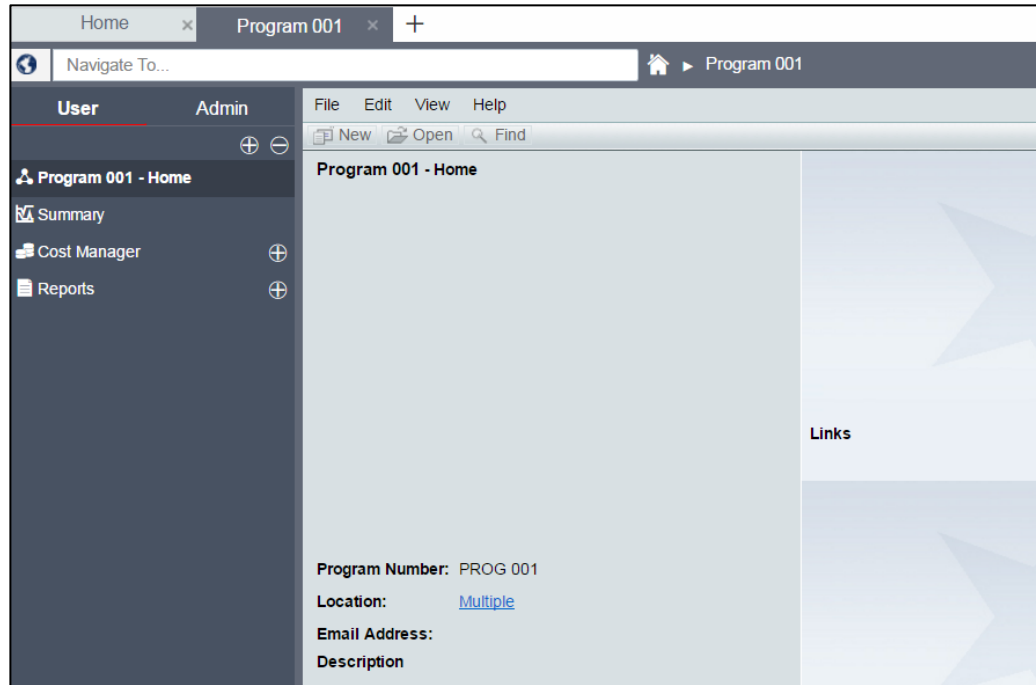 Home
Program 001
Navigate To...
Program 001
User Admin
File Edit View Help
New Open Find
Program 001 - Home
Summary
Cost Manager
Reports
Program 001 - Home
Links
Program Number: PROG 001
Location: Multiple
Email Address:
Description